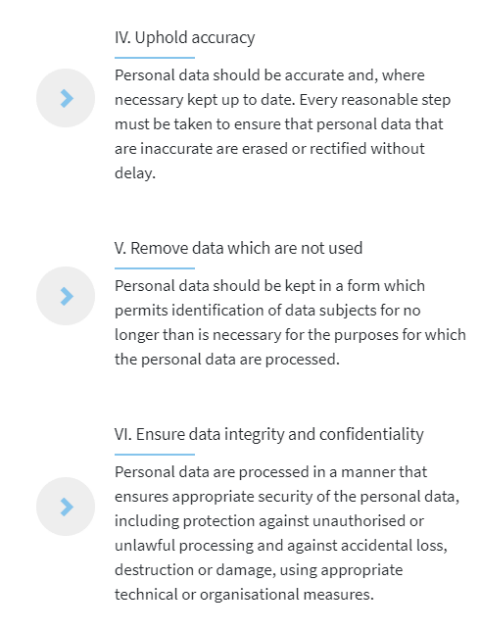 IV. Uphold accuracy
Personal data should be accurate and, where
necessary kept up to date. Every reasonable step
must be taken to ensure that personal data that
are inaccurate are erased or rectified without
delay.
V. Remove data which are not used
Personal data should be kept in a form which
permits identification of data subjects for no
longer than is necessary for the purposes for which
the personal data are processed.
VI. Ensure data integrity and confidentiality
Personal data are processed in a manner that
ensures appropriate security of the personal data,
including protection against unauthorised or
unlawful processing and against accidental loss,
destruction or damage, using appropriate
technical or organisational measures.